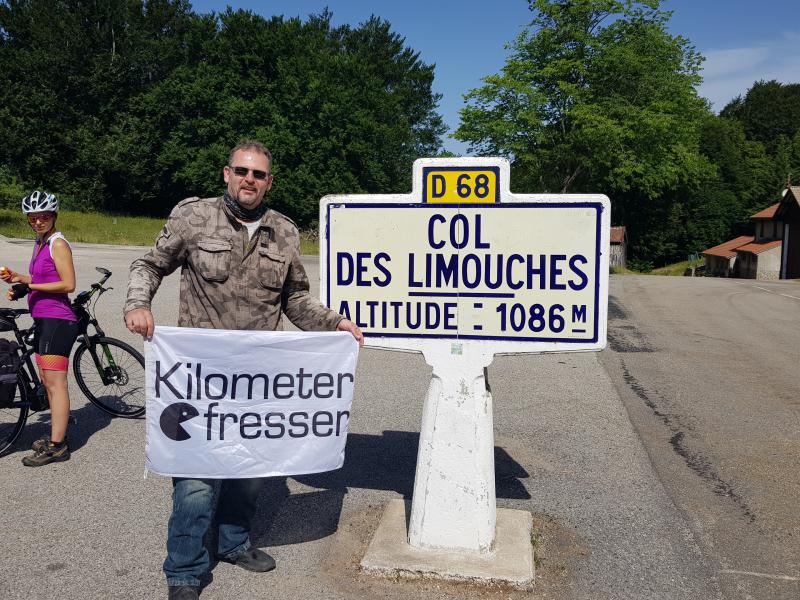 D 68
COL
DES LIMOUCHES
ALTITUDE = 1086 M
Kilometer
fresser